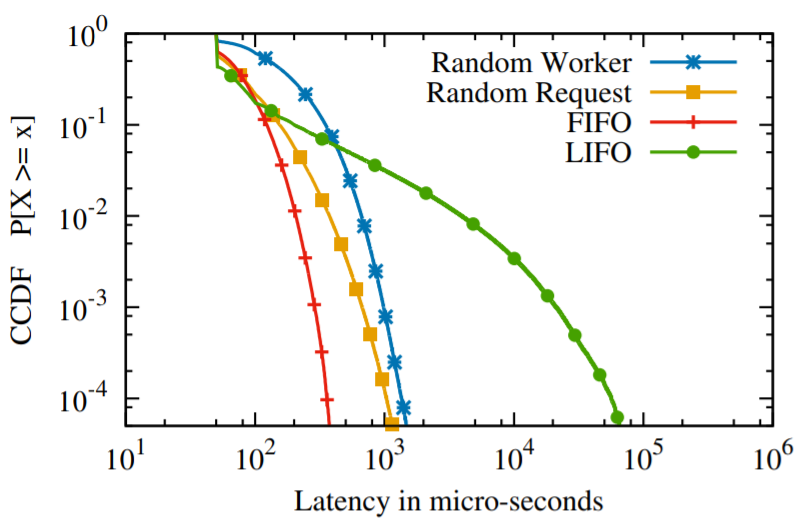 10^0
10^-1
10^-2
10^-3
10^-4
CCDF P[X >= x]
Random Worker
Random Request
FIFO
LIFO
10^1 10^2 10^3 10^4 10^5 10^6
Latency in micro-seconds